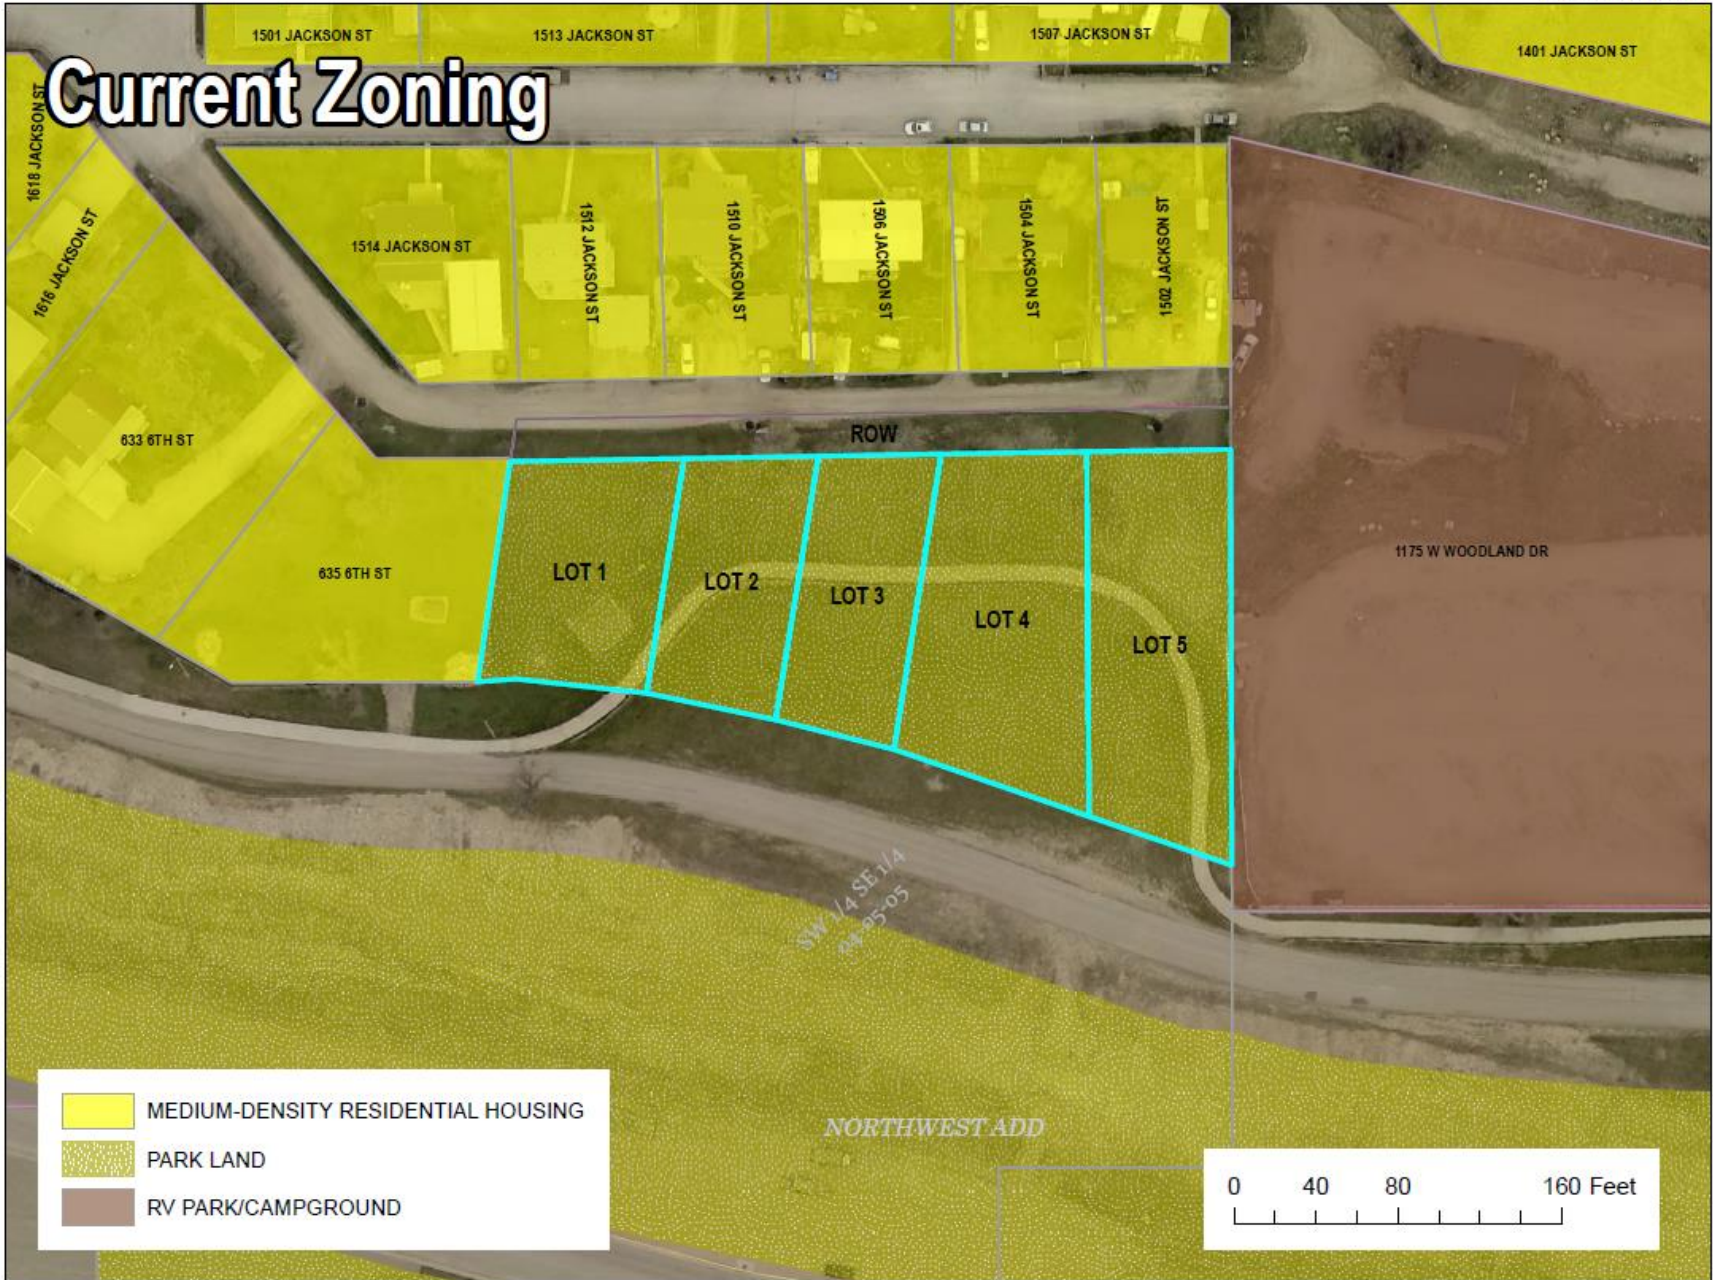 1501 JACKSON ST
1513 JACKSON ST
1507 JACKSON ST
1401 JACKSON ST
Current Zoning
1618 JACKSON ST
1616 JACKSON ST
1514 JACKSON ST
1512 JACKSON ST
1510 JACKSON ST
1506 JACKSON ST
1504 JACKSON ST
1502 JACKSON ST
633 6TH ST
ROW
635 6TH ST
LOT 1
LOT 2
LOT 3
LOT 4
LOT 5
1175 W WOODLAND DR
SW 1/4 SE 1/4
04-05-05
NORTHWEST ADD
MEDIUM-DENSITY RESIDENTIAL HOUSING
PARK LAND
RV PARK/CAMPGROUND
0 40 80 160 Feet